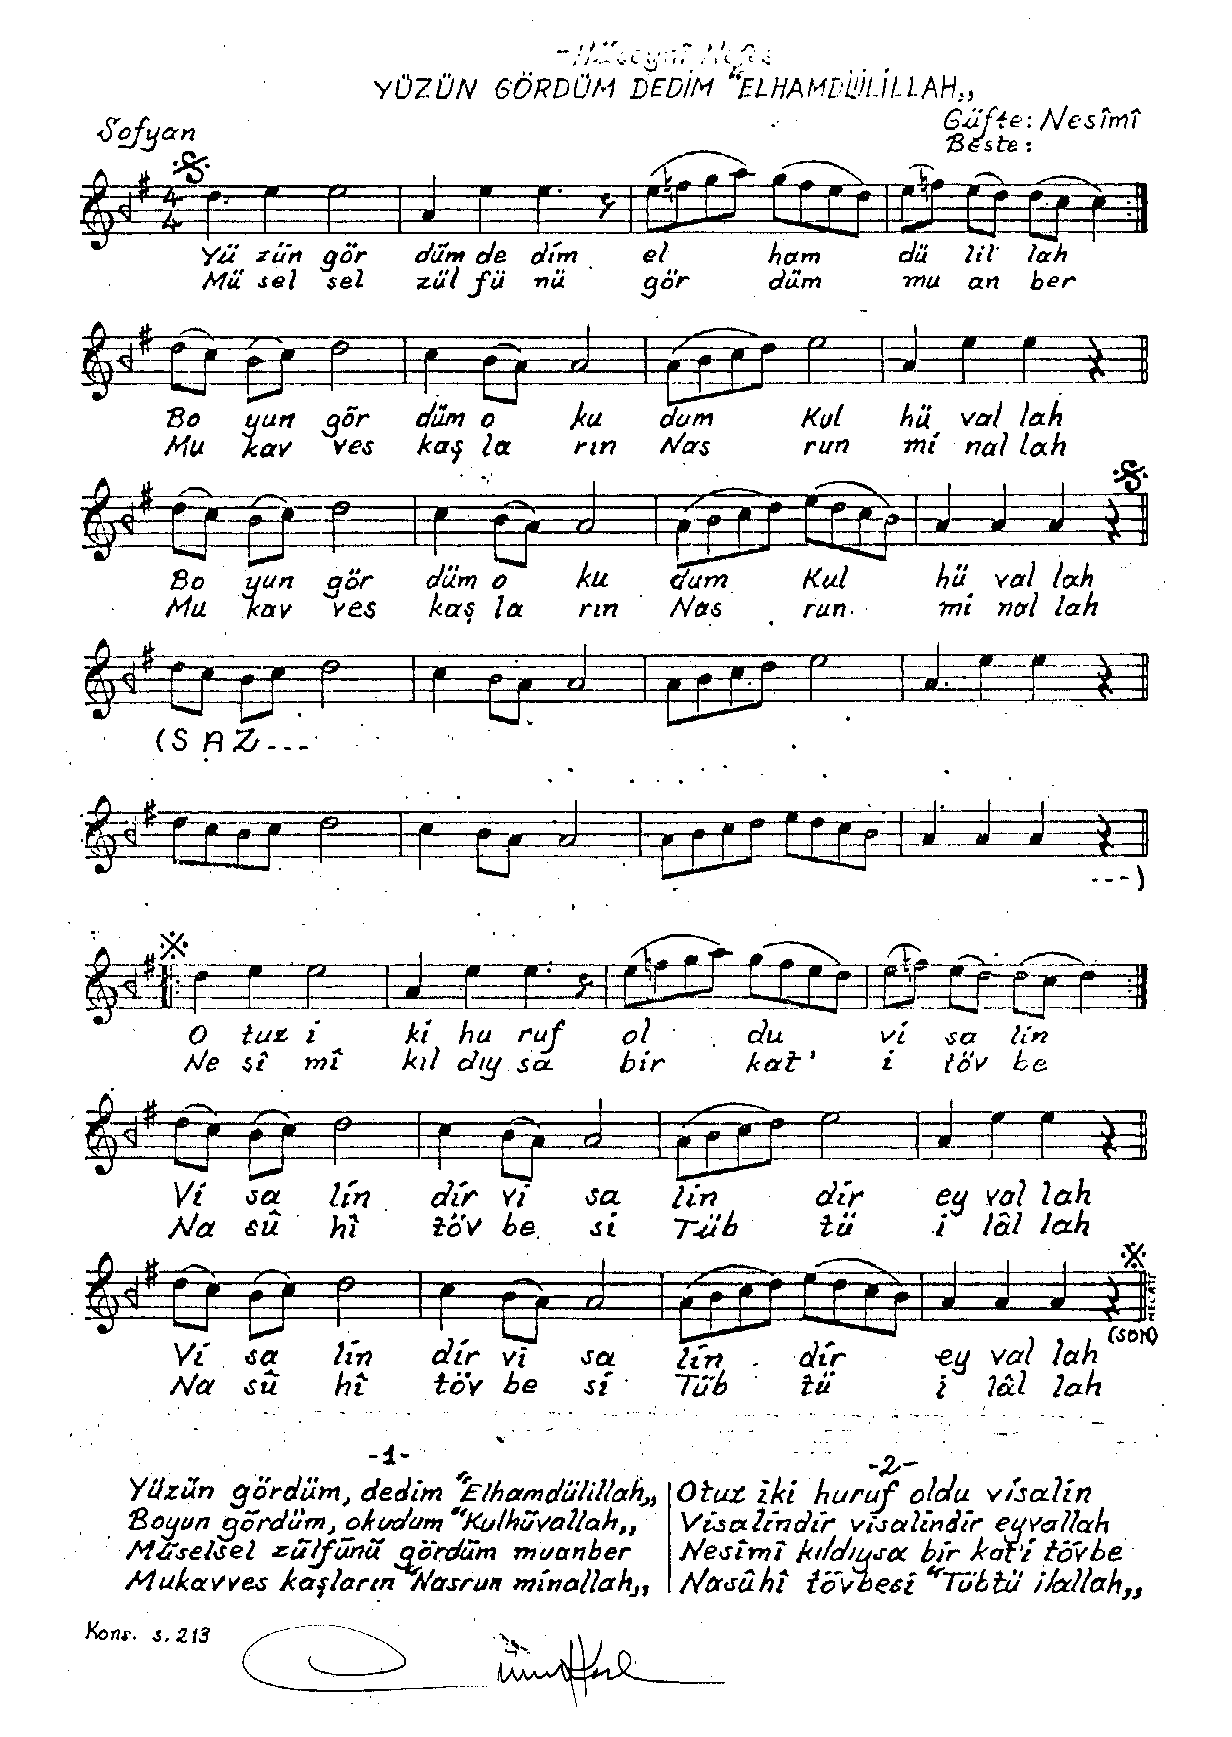 Hüseynî Nefes
YÜZÜN GÖRDÜM DEDİM "ELHAMDÜLİLLAH„
Sofyan
Güfte: Nesîmî
Beste:
4
4
Yü zün gör düm de dim el ham dü lil lah
Mü sel sel zül fü nü gör düm mu an ber
Bo yun gör düm o ku dum Kul hü val lah
Mu kav ves kaş la rın Nas run mi nal lah
Bo yun gör düm o ku dum Kul hü val lah
Mu kav ves kaş la rın Nas run mi nal lah
(S A Z ---
---)
O tuz i ki hu ruf ol du vi sa lin
Ne sî mî kıl dıy sa bir kat' i töv be
Vi sa lin dir vi sa lin dir ey val lah
Na sû hî töv be si Tüb tü i lâl lah
(SON)
NECATİ
Vi sa lin dir vi sa lin dir ey val lah
Na sû hî töv be si Tüb tü i lâl lah
-1-
Yüzün gördüm, dedim "Elhamdülillah„
Boyun gördüm, okudum "Kulhüvallah„
Müselsel zülfünü gördüm muanber
Mukavves kaşların "Nasrun minallah„
-2-
Otuz iki huruf oldu visalin
Visalindir visalindir eyvallah
Nesîmî kıldıysa bir kat'i tövbe
Nasûhî tövbesi "Tübtü ilallah„
Kons. s. 213